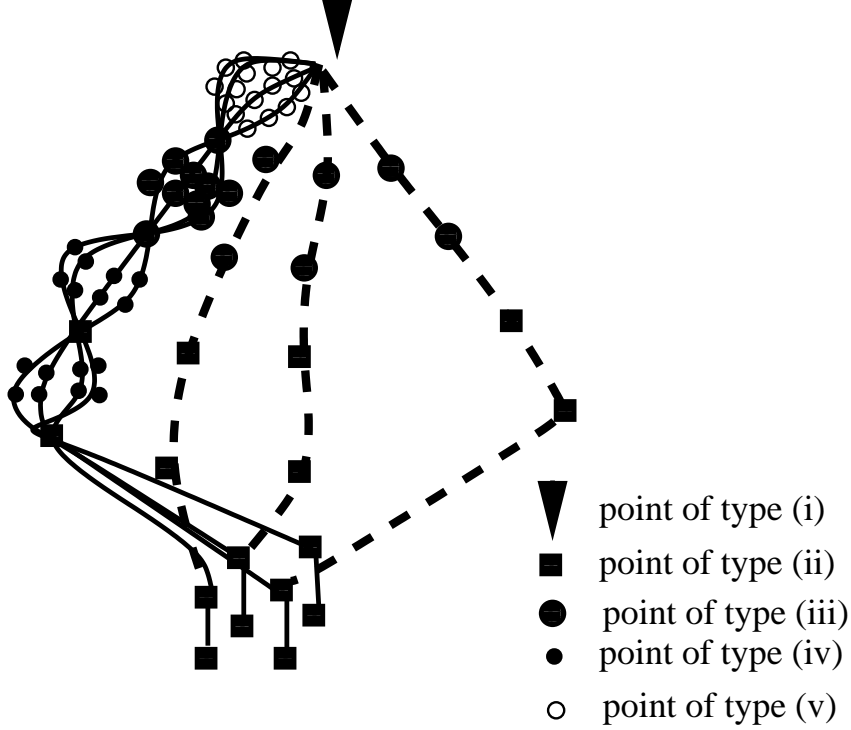 point of type (i)
point of type (ii)
point of type (iii)
point of type (iv)
point of type (v)